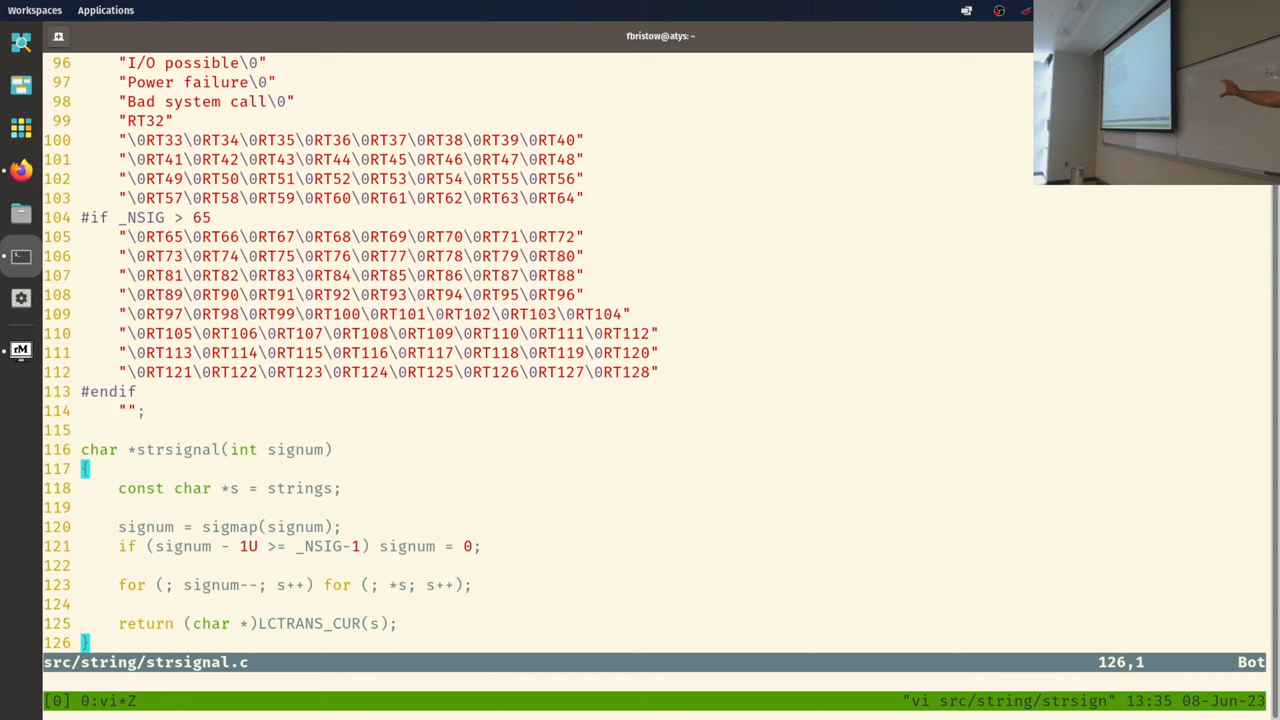 Workspaces Applications
fbristow@atys: ~
96     "I/O possible\0"
97     "Power failure\0"
98     "Bad system call\0"
99     "RT32"
100     "\0RT33\0RT34\0RT35\0RT36\0RT37\0RT38\0RT39\0RT40"
101     "\0RT41\0RT42\0RT43\0RT44\0RT45\0RT46\0RT47\0RT48"
102     "\0RT49\0RT50\0RT51\0RT52\0RT53\0RT54\0RT55\0RT56"
103     "\0RT57\0RT58\0RT59\0RT60\0RT61\0RT62\0RT63\0RT64"
104 #if _NSIG > 65
105     "\0RT65\0RT66\0RT67\0RT68\0RT69\0RT70\0RT71\0RT72"
106     "\0RT73\0RT74\0RT75\0RT76\0RT77\0RT78\0RT79\0RT80"
107     "\0RT81\0RT82\0RT83\0RT84\0RT85\0RT86\0RT87\0RT88"
108     "\0RT89\0RT90\0RT91\0RT92\0RT93\0RT94\0RT95\0RT96"
109     "\0RT97\0RT98\0RT99\0RT100\0RT101\0RT102\0RT103\0RT104"
110     "\0RT105\0RT106\0RT107\0RT108\0RT109\0RT110\0RT111\0RT112"
111     "\0RT113\0RT114\0RT115\0RT116\0RT117\0RT118\0RT119\0RT120"
112     "\0RT121\0RT122\0RT123\0RT124\0RT125\0RT126\0RT127\0RT128"
113 #endif
114     "";
115
116 char *strsignal(int signum)
117 {
118     const char *s = strings;
119
120     signum = sigmap(signum);
121     if (signum - 1U >= _NSIG-1) signum = 0;
122
123     for (; signum--; s++) for (; *s; s++);
124
125     return (char *)LCTRANS_CUR(s);
126 }
src/string/strsignal.c 126,1 Bot
[0] 0:vi*Z "vi src/string/strsign" 13:35 08-Jun-23
rM